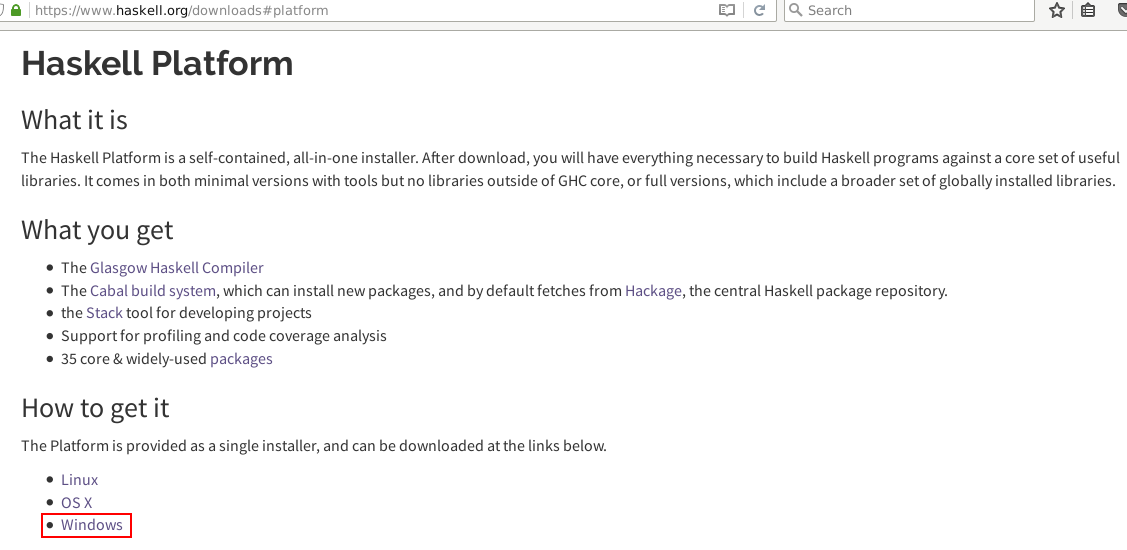 https://www.haskell.org/downloads#platform
Search
Haskell Platform
What it is
The Haskell Platform is a self-contained, all-in-one installer. After download, you will have everything necessary to build Haskell programs against a core set of useful
libraries. It comes in both minimal versions with tools but no libraries outside of GHC core, or full versions, which include a broader set of globally installed libraries.
What you get
The Glasgow Haskell Compiler
The Cabal build system, which can install new packages, and by default fetches from Hackage, the central Haskell package repository.
the Stack tool for developing projects
Support for profiling and code coverage analysis
35 core & widely-used packages
How to get it
The Platform is provided as a single installer, and can be downloaded at the links below.
Linux
OS X
Windows